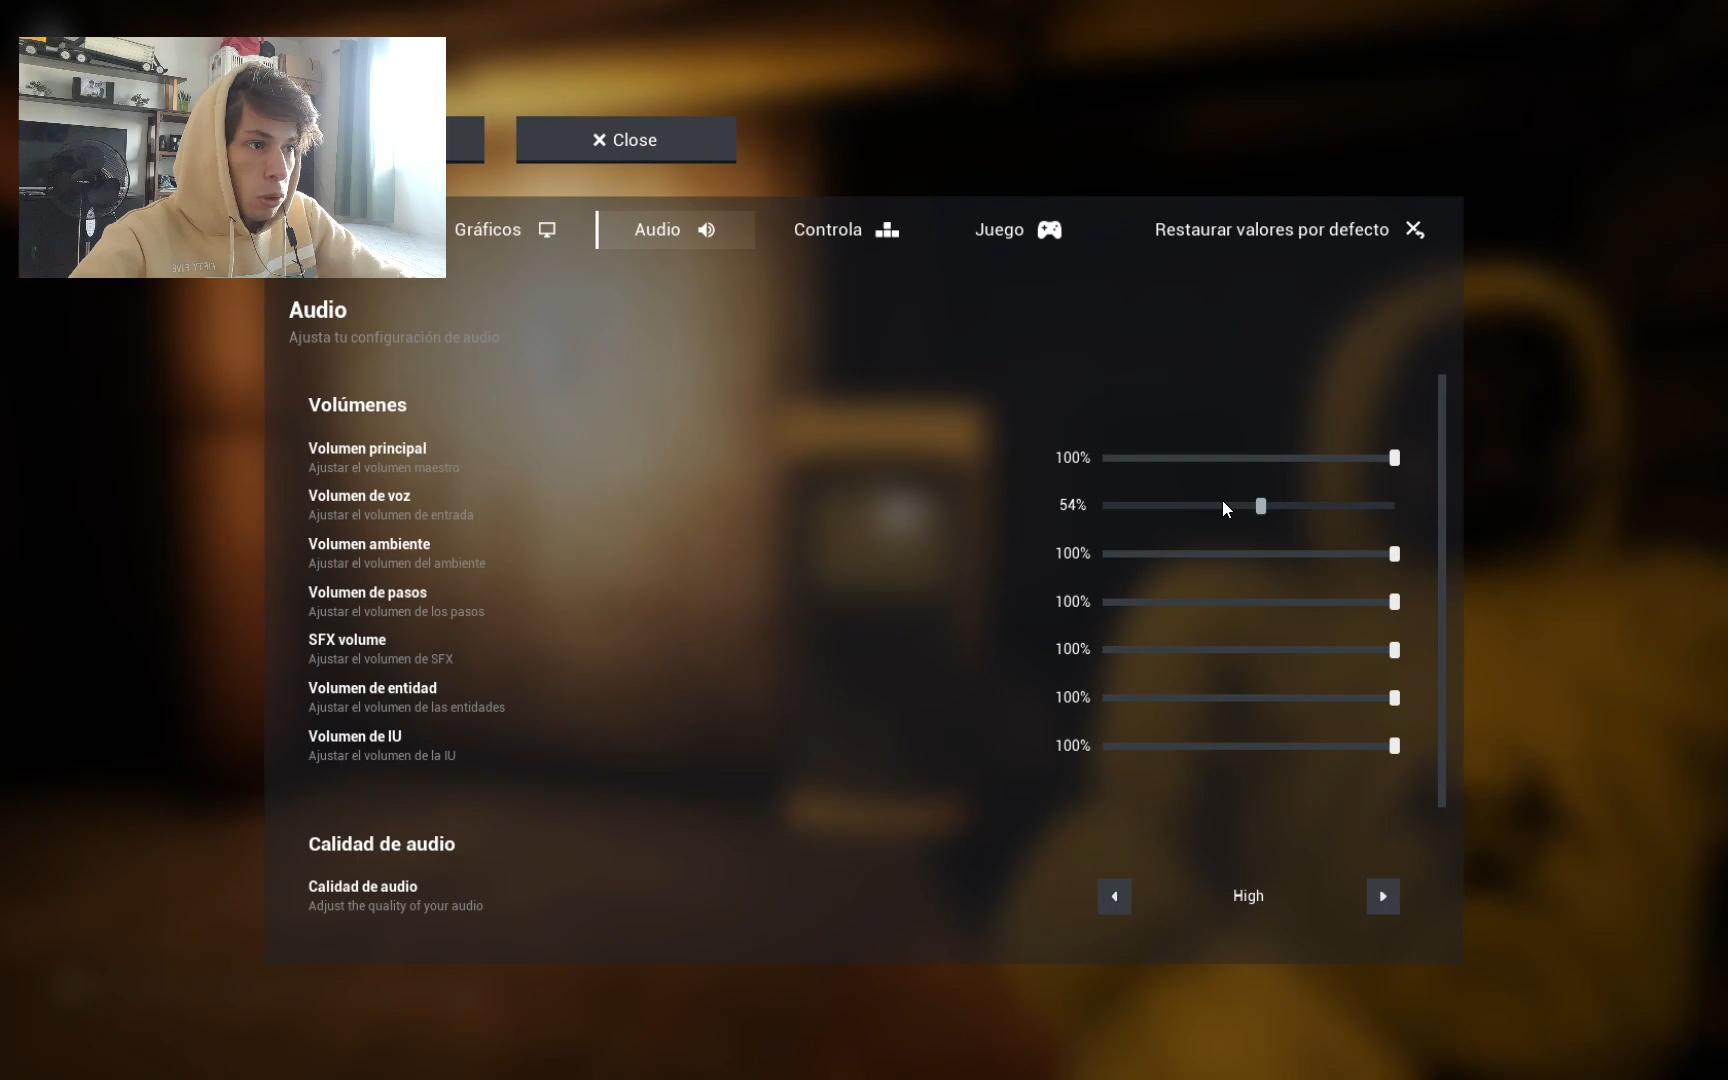 FIFTY FIVE
Close
Gráficos
Audio
Controla
Juego
Restaurar valores por defecto
Audio
Ajusta tu configuración de audio
Volúmenes
Volumen principal
Ajustar el volumen maestro
100%
Volumen de voz
Ajustar el volumen de entrada
54%
Volumen ambiente
Ajustar el volumen del ambiente
100%
Volumen de pasos
Ajustar el volumen de los pasos
100%
SFX volume
Ajustar el volumen de SFX
100%
Volumen de entidad
Ajustar el volumen de las entidades
100%
Volumen de IU
Ajustar el volumen de la IU
100%
Calidad de audio
Calidad de audio
Adjust the quality of your audio
High